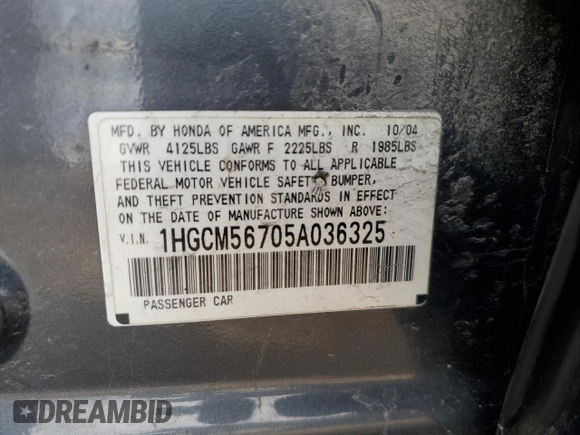 MFD. BY HONDA OF AMERICA MFG., INC. 10/04
GVWR 4125LBS GAWR F 2225LBS R 1985LBS
THIS VEHICLE CONFORMS TO ALL APPLICABLE
FEDERAL MOTOR VEHICLE SAFETY BUMPER,
AND THEFT PREVENTION STANDARDS IN EFFECT
ON THE DATE OF MANUFACTURE SHOWN ABOVE:
V.I.N. 1HGCM56705A036325
PASSENGER CAR
DREAMBID